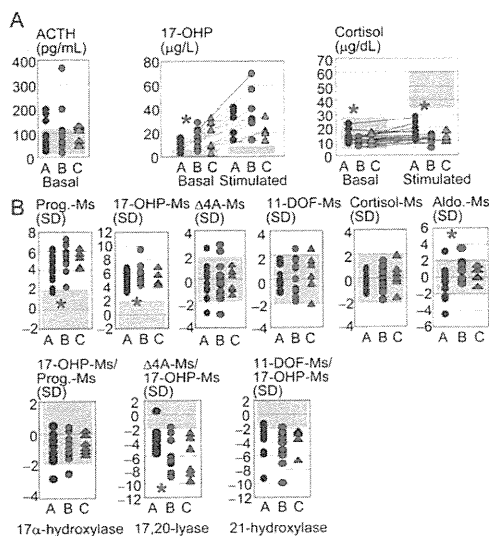 A
ACTH
(pg/mL)
400
300
200
100
0
A B C
Basal
17-OHP
(μg/L)
80
60
40
20
0
*
A B C A B C
Basal Stimulated
Cortisol
(μg/dL)
70
60
50
40
30
20
10
0
*
*
A B C A B C
Basal Stimulated
B
Prog.-Ms
(SD)
8
6
4
2
0
−2
*
A B C
17-OHP-Ms
(SD)
12
10
8
6
4
2
0
−2
*
A B C
Δ4A-Ms
(SD)
4
2
0
−2
−4
A B C
11-DOF-Ms
(SD)
4
2
0
−2
4
A B C
Cortisol-Ms
(SD)
4
2
0
−2
4
A B C
Aldo.-Ms
(SD)
6
4
2
0
−2
−4
−6
*
A B C
17-OHP-Ms/
Prog.-Ms
(SD)
2
0
−2
−4
A B C
17α-hydroxylase
Δ4A-Ms/
17-OHP-Ms
(SD)
2
0
−2
−4
−6
−8
−10
−12
*
A B C
17,20-lyase
11-DOF-Ms/
17-OHP-Ms
(SD)
2
0
−2
−4
−6
−8
−10
−12
A B C
21-hydroxylase